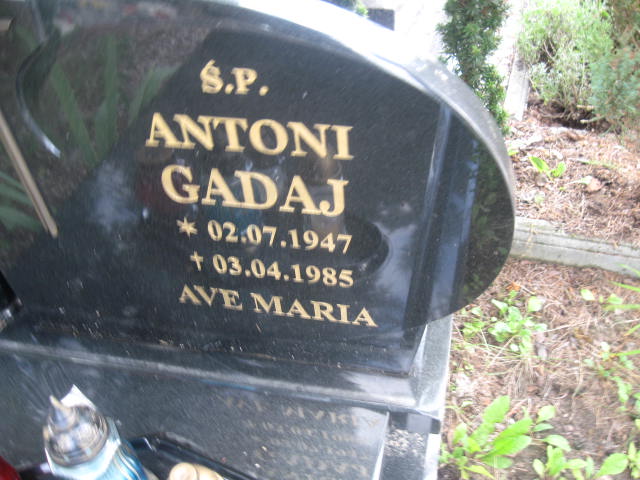 Ś.P.
ANTONI
GADAJ
* 02.07.1947
† 03.04.1985
AVE MARIA